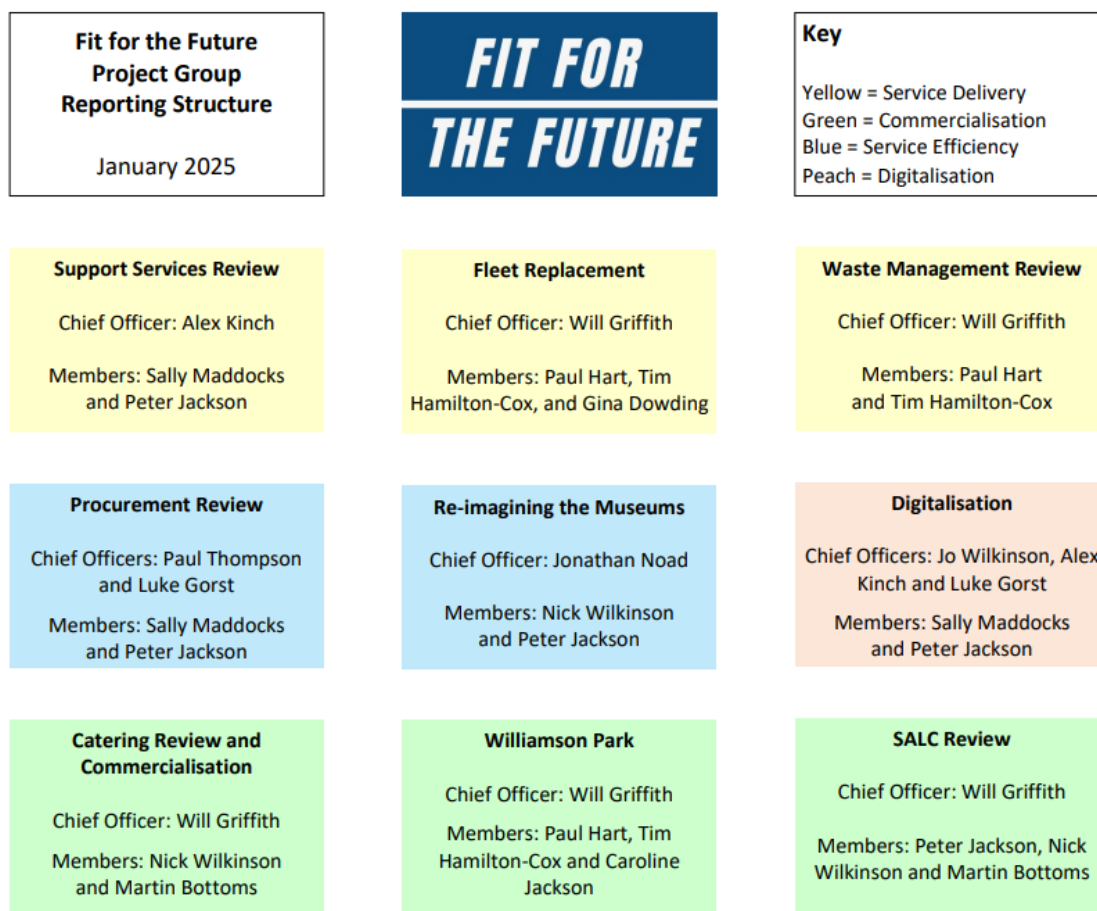 Fit for the Future
Project Group
Reporting Structure
January 2025
FIT FOR
THE FUTURE
Key
Yellow = Service Delivery
Green = Commercialisation
Blue = Service Efficiency
Peach = Digitalisation
Support Services Review
Chief Officer: Alex Kinch
Members: Sally Maddocks
and Peter Jackson
Fleet Replacement
Chief Officer: Will Griffith
Members: Paul Hart, Tim
Hamilton-Cox, and Gina Dowding
Waste Management Review
Chief Officer: Will Griffith
Members: Paul Hart
and Tim Hamilton-Cox
Procurement Review
Chief Officers: Paul Thompson
and Luke Gorst
Members: Sally Maddocks
and Peter Jackson
Re-imagining the Museums
Chief Officer: Jonathan Noad
Members: Nick Wilkinson
and Peter Jackson
Digitalisation
Chief Officers: Jo Wilkinson, Alex
Kinch and Luke Gorst
Members: Sally Maddocks
and Peter Jackson
Catering Review and
Commercialisation
Chief Officer: Will Griffith
Members: Nick Wilkinson
and Martin Bottoms
Williamson Park
Chief Officer: Will Griffith
Members: Paul Hart, Tim
Hamilton-Cox and Caroline
Jackson
SALC Review
Chief Officer: Will Griffith
Members: Peter Jackson, Nick
Wilkinson and Martin Bottoms